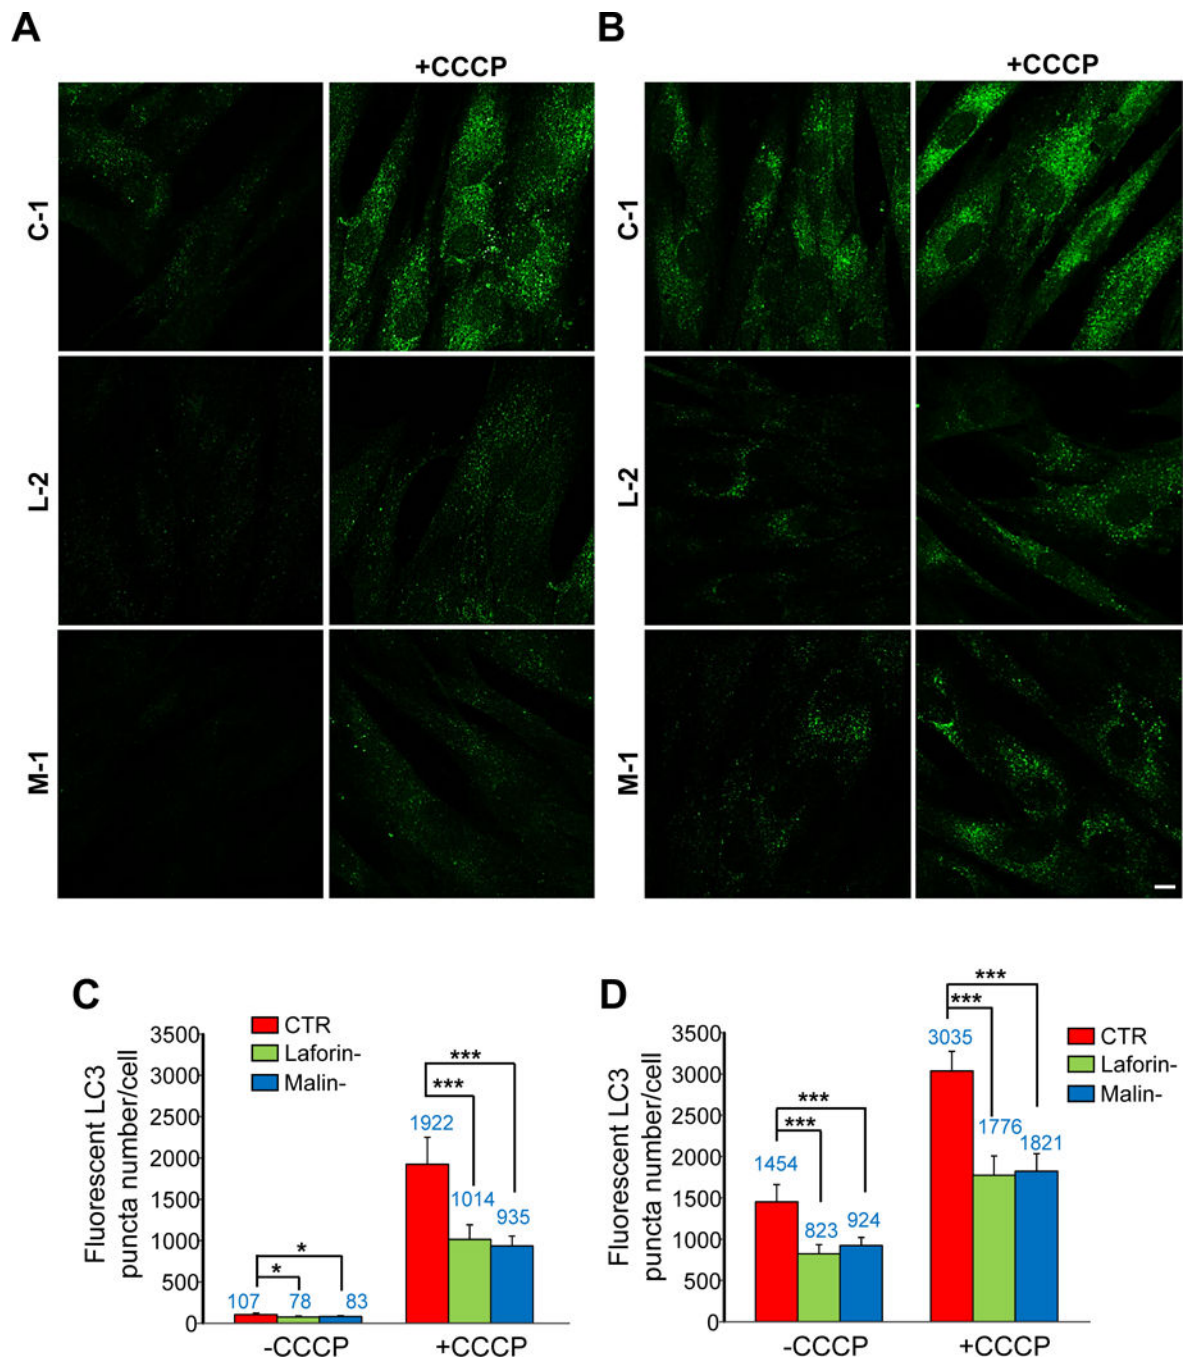 A
B
+CCCP
+CCCP
C-1
C-1
L-2
L-2
M-1
M-1
C
CTR
Laforin-
Malin-
Fluorescent LC3
puncta number/cell
3500
3000
2500
2000
1500
1000
500
0
107
78
83
*
*
1922
1014
935
***
***
-CCCP
+CCCP
D
CTR
Laforin-
Malin-
Fluorescent LC3
puncta number/cell
3500
3000
2500
2000
1500
1000
500
0
1454
823
924
***
***
3035
1776
1821
***
***
-CCCP
+CCCP